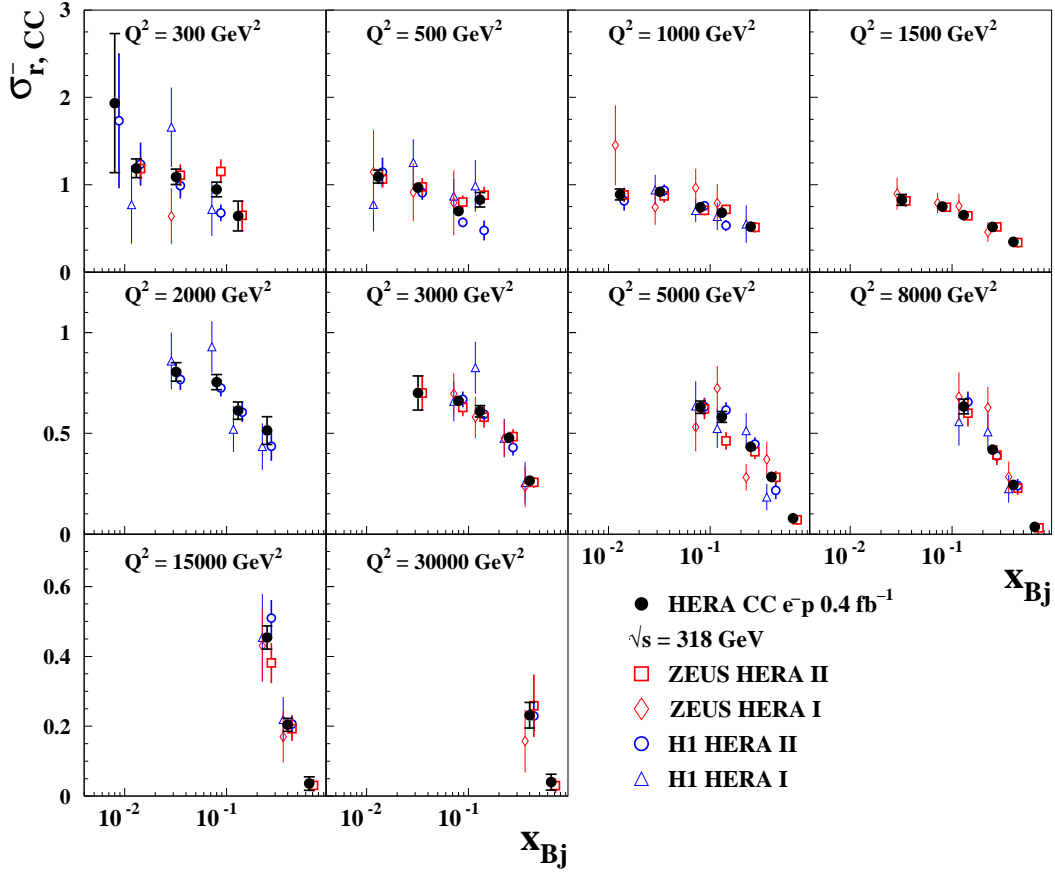 σ⁻r, CC
Q² = 300 GeV²
Q² = 500 GeV²
Q² = 1000 GeV²
Q² = 1500 GeV²
3
2
1
0
Q² = 2000 GeV²
Q² = 3000 GeV²
Q² = 5000 GeV²
Q² = 8000 GeV²
1
0.5
0
10⁻² 10⁻¹ 10⁻² 10⁻¹
Q² = 15000 GeV²
Q² = 30000 GeV²
xBj
0.6
0.4
0.2
0
HERA CC e⁻p 0.4 fb⁻¹
√s = 318 GeV
ZEUS HERA II
ZEUS HERA I
H1 HERA II
H1 HERA I
10⁻² 10⁻¹ 10⁻² 10⁻¹
xBj